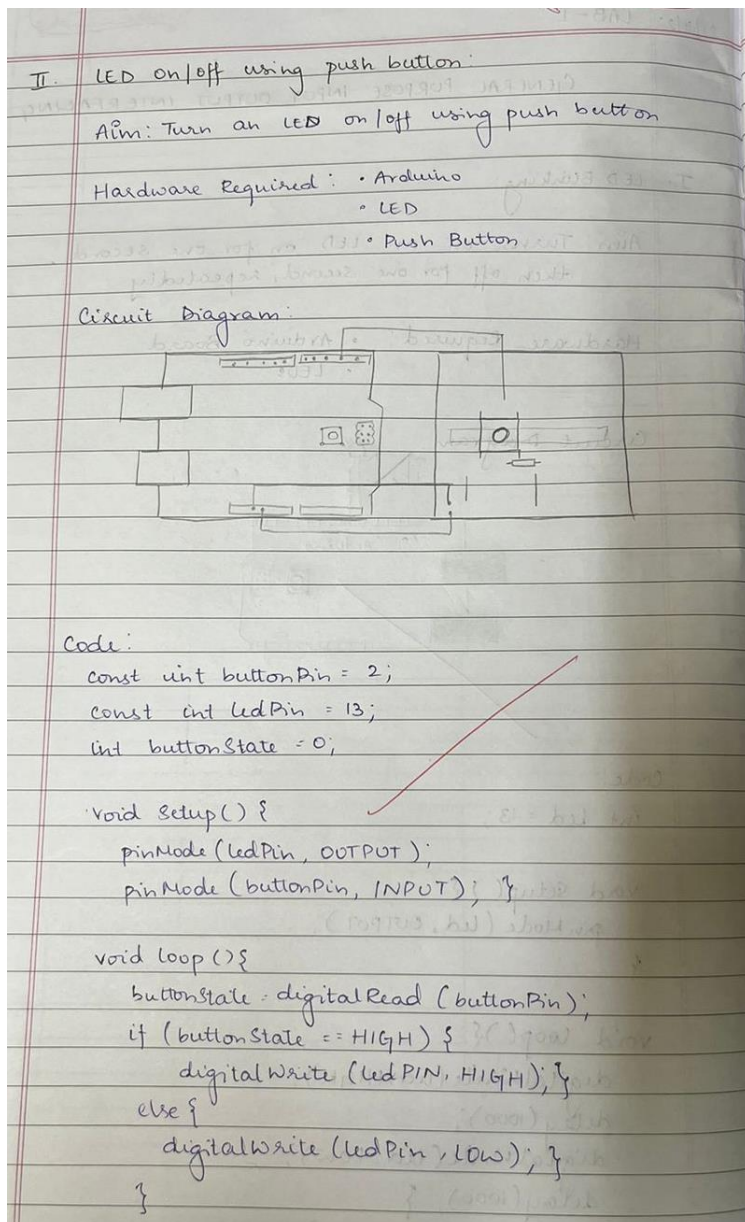 II. LED on/off using push button:
Aim: Turn an LED on/off using push button
Hardware Required: • Arduino
• LED
• Push Button
Circuit Diagram:
Code:
const uint buttonPin = 2;
const int ledPin = 13;
int buttonState = 0;
void setup() {
pinMode (ledPin, OUTPUT);
pinMode (buttonPin, INPUT); }
void loop () {
buttonState = digitalRead (buttonPin);
if (buttonState == HIGH) {
digitalWrite (ledPIN, HIGH); }
else {
digitalWrite (ledPin, LOW); }
}